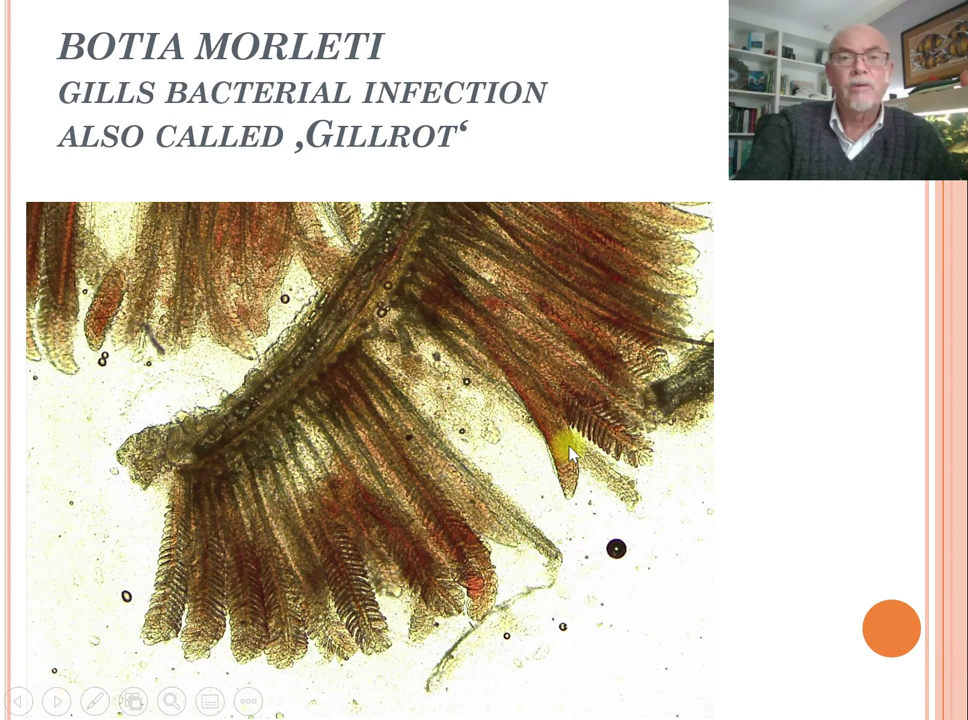 BOTIA MORLETI
GILLS BACTERIAL INFECTION
ALSO CALLED ‚GILLROT‘